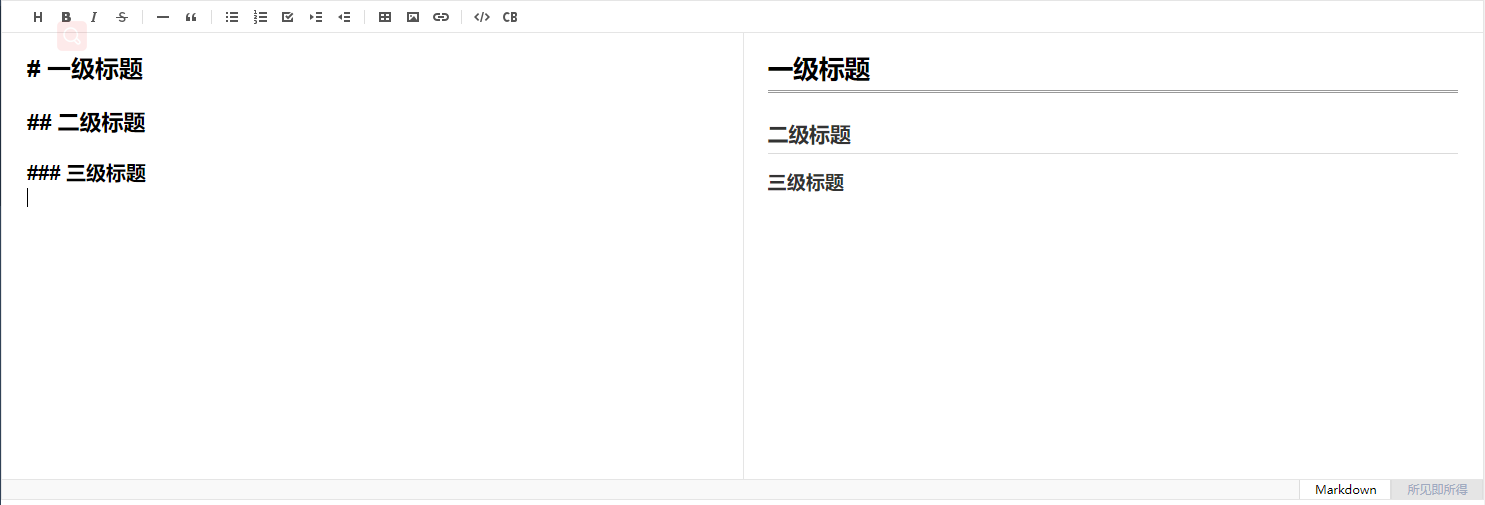 H B I S — “ </> CB
# 一级标题
## 二级标题
### 三级标题
一级标题
二级标题
三级标题
Markdown 所见即所得